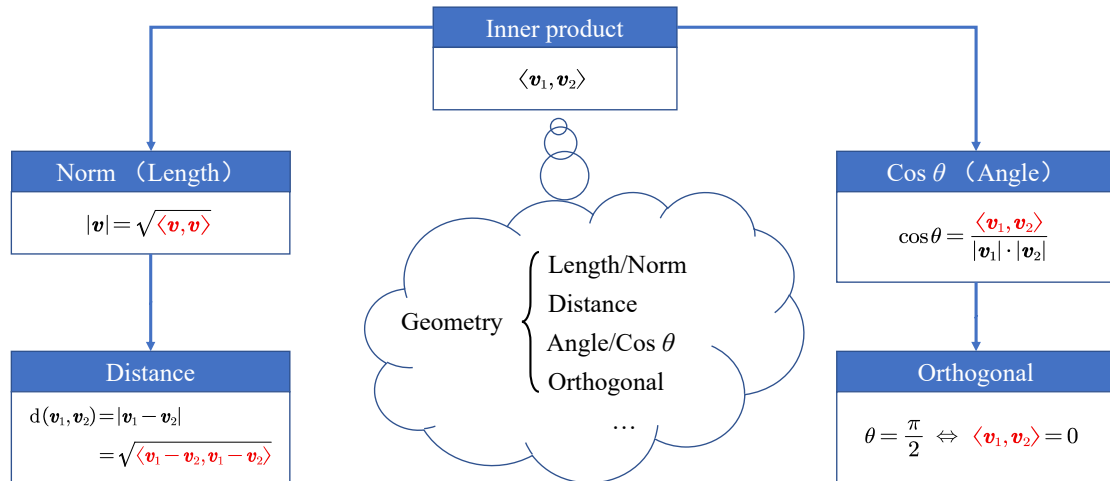 Inner product
⟨v₁, v₂⟩
Norm （Length）
|v| = √⟨v, v⟩
Distance
d(v₁, v₂) = |v₁ − v₂|
= √⟨v₁ − v₂, v₁ − v₂⟩
Geometry
Length/Norm
Distance
Angle/Cos θ
Orthogonal
…
Cos θ （Angle）
cos θ = ⟨v₁, v₂⟩ / |v₁| · |v₂|
Orthogonal
θ = π/2 ⇔ ⟨v₁, v₂⟩ = 0